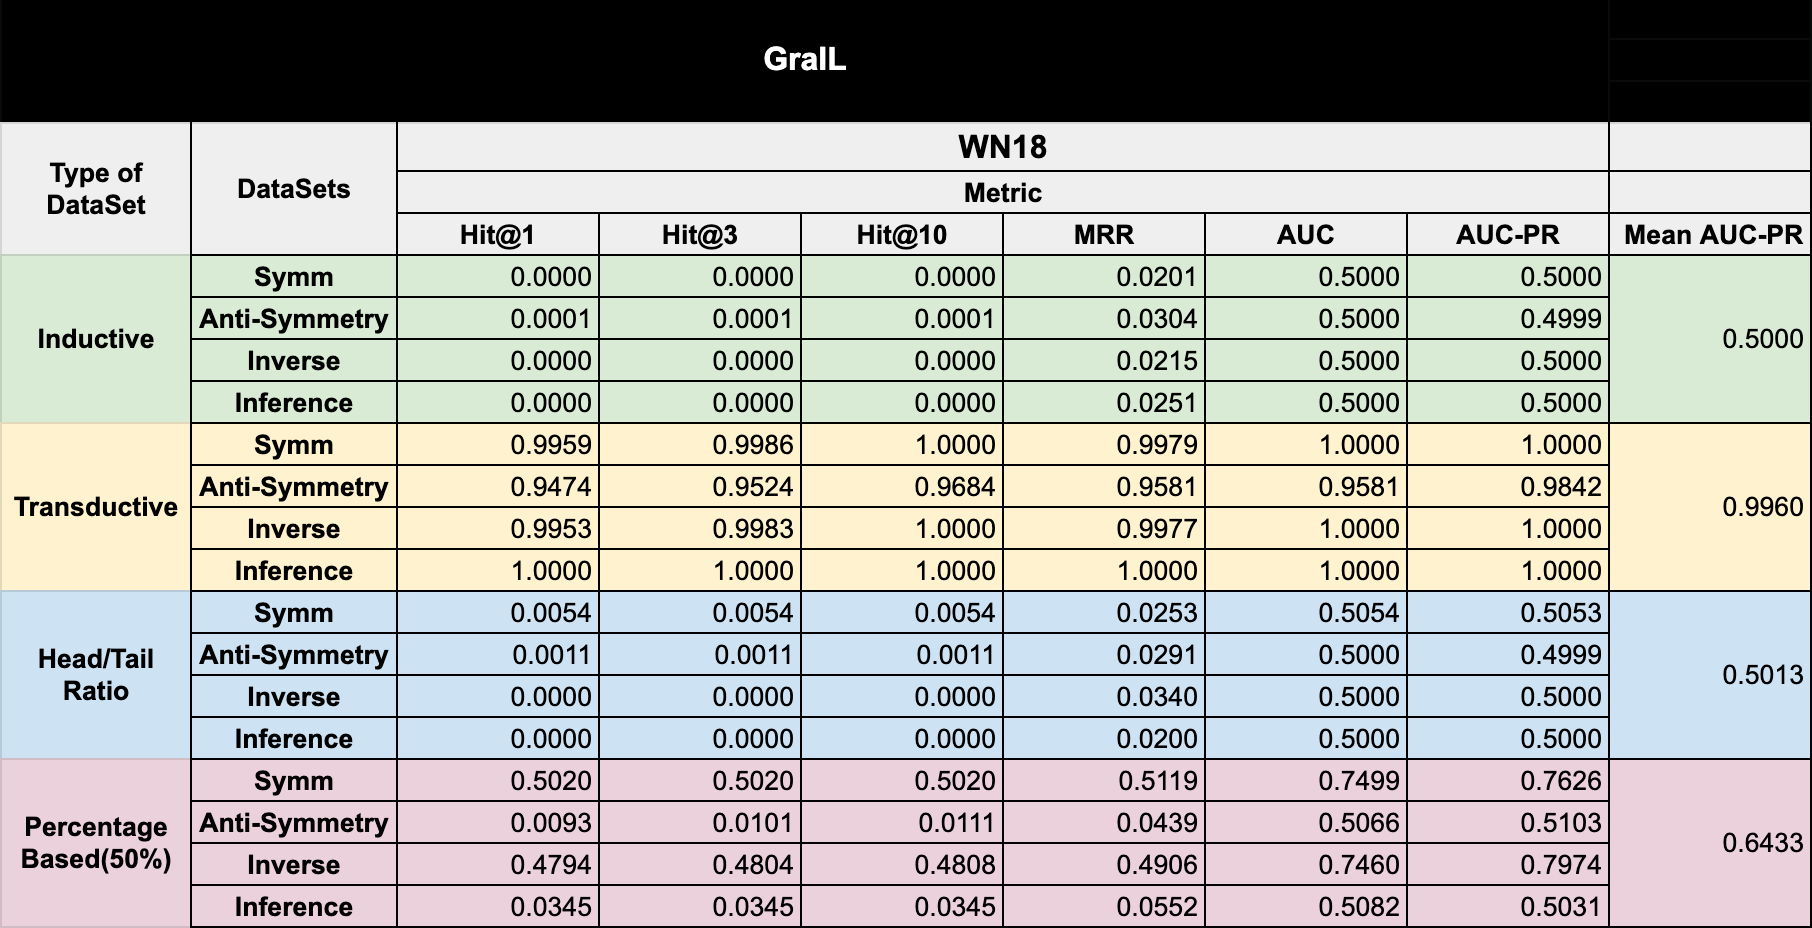 GraIL
Type of DataSet DataSets WN18
Metric
Hit@1 Hit@3 Hit@10 MRR AUC AUC-PR Mean AUC-PR
Inductive Symm 0.0000 0.0000 0.0000 0.0201 0.5000 0.5000 0.5000
Anti-Symmetry 0.0001 0.0001 0.0001 0.0304 0.5000 0.4999
Inverse 0.0000 0.0000 0.0000 0.0215 0.5000 0.5000
Inference 0.0000 0.0000 0.0000 0.0251 0.5000 0.5000
Transductive Symm 0.9959 0.9986 1.0000 0.9979 1.0000 1.0000 0.9960
Anti-Symmetry 0.9474 0.9524 0.9684 0.9581 0.9581 0.9842
Inverse 0.9953 0.9983 1.0000 0.9977 1.0000 1.0000
Inference 1.0000 1.0000 1.0000 1.0000 1.0000 1.0000
Head/Tail Ratio Symm 0.0054 0.0054 0.0054 0.0253 0.5054 0.5053 0.5013
Anti-Symmetry 0.0011 0.0011 0.0011 0.0291 0.5000 0.4999
Inverse 0.0000 0.0000 0.0000 0.0340 0.5000 0.5000
Inference 0.0000 0.0000 0.0000 0.0200 0.5000 0.5000
Percentage Based(50%) Symm 0.5020 0.5020 0.5020 0.5119 0.7499 0.7626 0.6433
Anti-Symmetry 0.0093 0.0101 0.0111 0.0439 0.5066 0.5103
Inverse 0.4794 0.4804 0.4808 0.4906 0.7460 0.7974
Inference 0.0345 0.0345 0.0345 0.0552 0.5082 0.5031